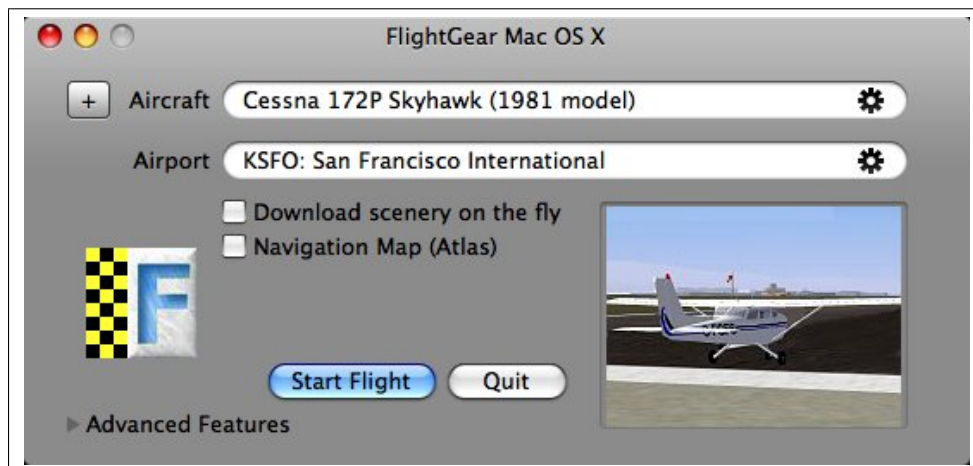 FlightGear Mac OS X
+ Aircraft Cessna 172P Skyhawk (1981 model)
Airport KSFO: San Francisco International
Download scenery on the fly
Navigation Map (Atlas)
F
Start Flight Quit
Advanced Features